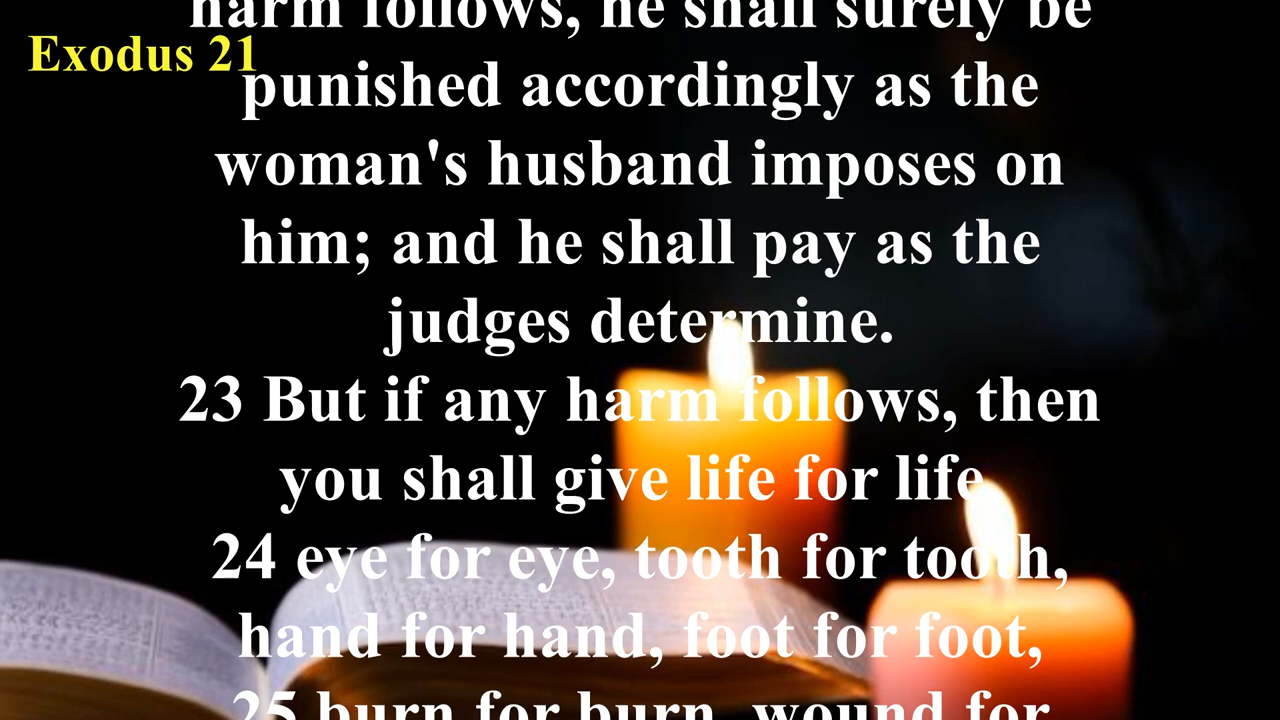 harm follows, he shall surely be
Exodus 21
punished accordingly as the
woman's husband imposes on
him; and he shall pay as the
judges determine.
23 But if any harm follows, then
you shall give life for life
24 eye for eye, tooth for tooth,
hand for hand, foot for foot,
25 burn for burn, wound for